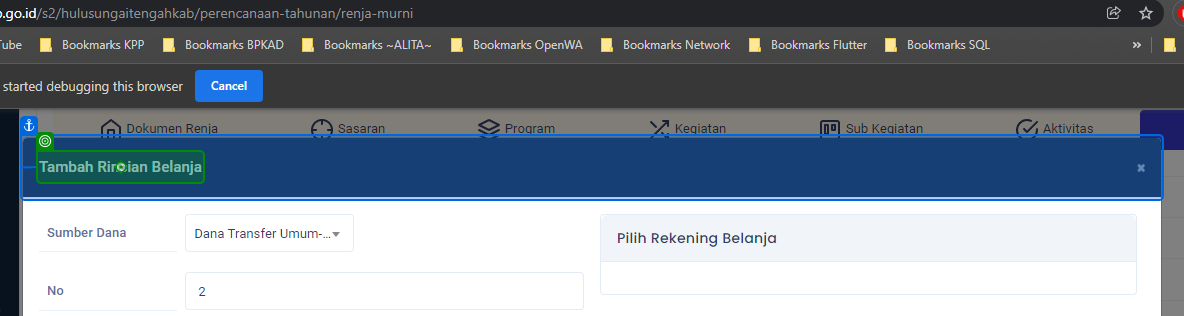 o.go.id/s2/hulusungaitengahkab/perencanaan-tahunan/renja-murni
Tube Bookmarks KPP Bookmarks BPKAD Bookmarks ~ALITA~ Bookmarks OpenWA Bookmarks Network Bookmarks Flutter Bookmarks SQL »
started debugging this browser Cancel
Dokumen Renja Sasaran Program Kegiatan Sub Kegiatan Aktivitas
Tambah Rincian Belanja ×
Sumber Dana Dana Transfer Umum-... Pilih Rekening Belanja
No 2